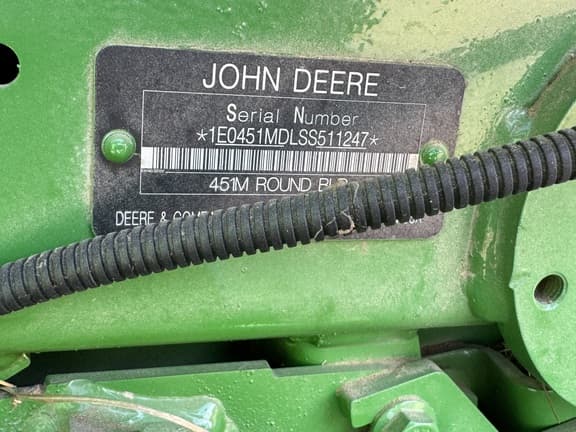 JOHN DEERE
Serial Number
*1E0451MDLSS511247*
451M ROUND
DEERE &